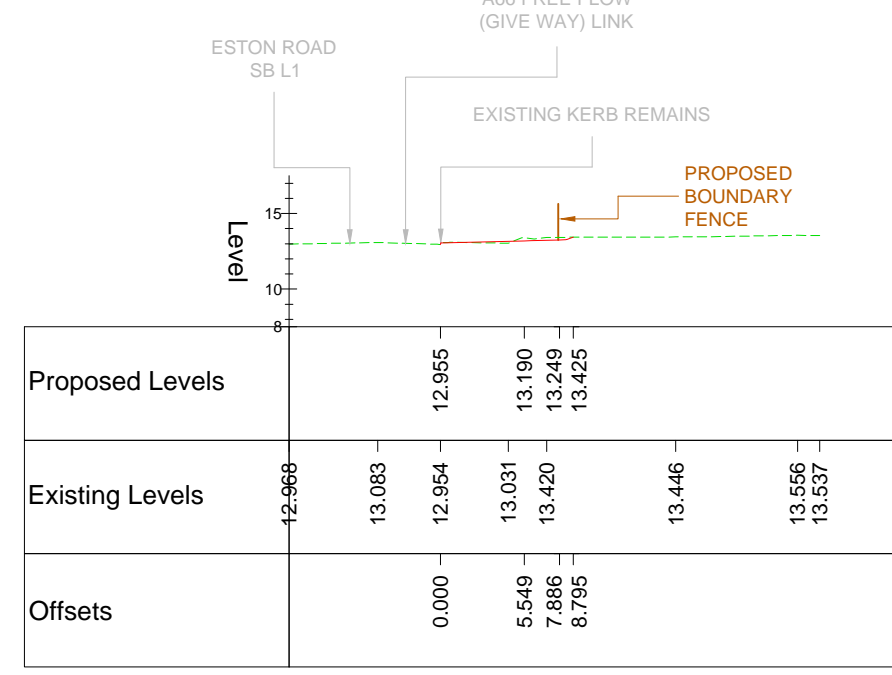 (GIVE WAY) LINK
ESTON ROAD
SB L1
EXISTING KERB REMAINS
PROPOSED
BOUNDARY
FENCE
Level
15
10
8
Proposed Levels
12.955
13.190
13.249
13.425
Existing Levels
12.968
13.083
12.954
13.031
13.420
13.446
13.556
13.537
Offsets
0.000
5.549
7.886
8.795